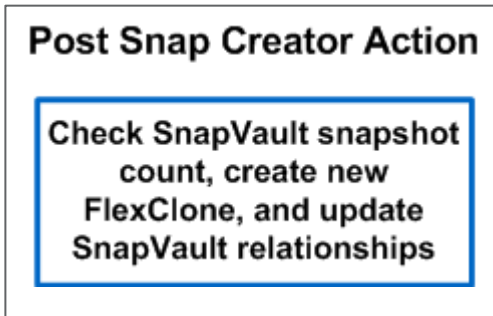 Post Snap Creator Action
Check SnapVault snapshot
count, create new
FlexClone, and update
SnapVault relationships